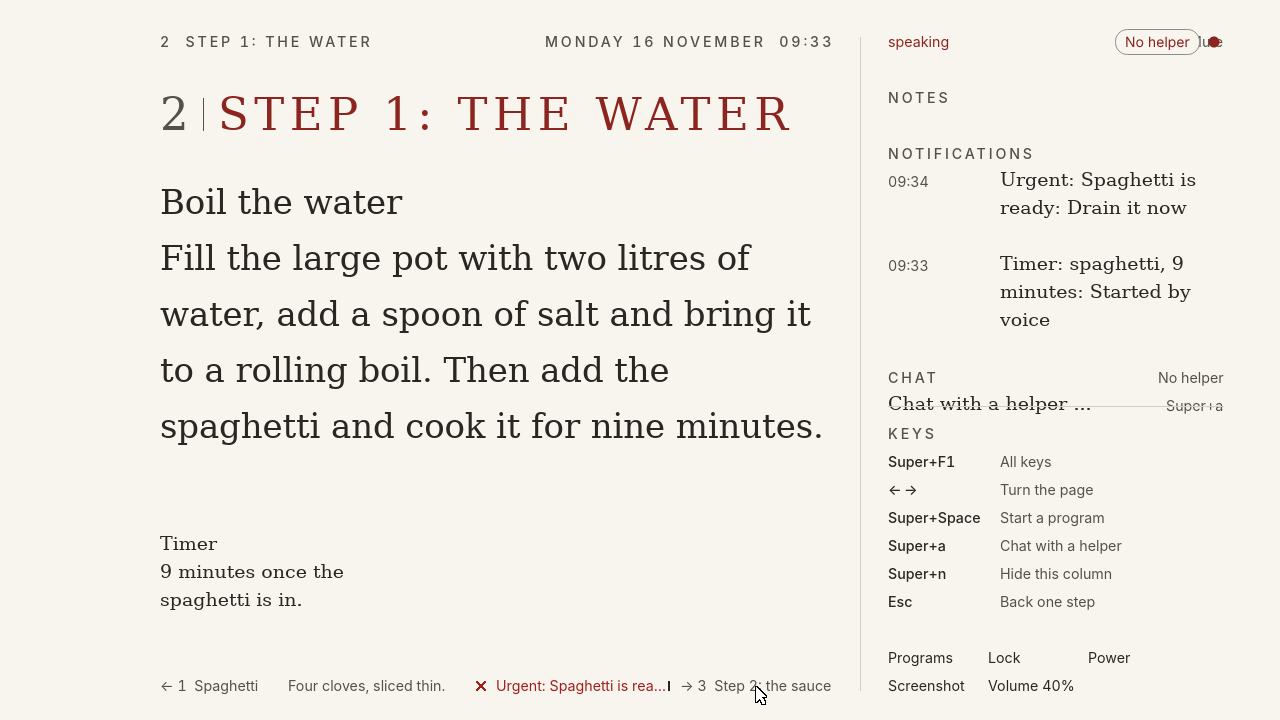 2 STEP 1: THE WATER
MONDAY 16 NOVEMBER 09:33
2 STEP 1: THE WATER
Boil the water
Fill the large pot with two litres of
water, add a spoon of salt and bring it
to a rolling boil. Then add the
spaghetti and cook it for nine minutes.
Timer
9 minutes once the
spaghetti is in.
← 1 Spaghetti
Four cloves, sliced thin.
✕ Urgent: Spaghetti is rea...
→ 3 Step 2: the sauce
speaking
No helper
NOTES
NOTIFICATIONS
09:34 Urgent: Spaghetti is
ready: Drain it now
09:33 Timer: spaghetti, 9
minutes: Started by
voice
CHAT No helper
Chat with a helper ... Super+a
KEYS
Super+F1 All keys
← → Turn the page
Super+Space Start a program
Super+a Chat with a helper
Super+n Hide this column
Esc Back one step
Programs Lock Power
Screenshot Volume 40%